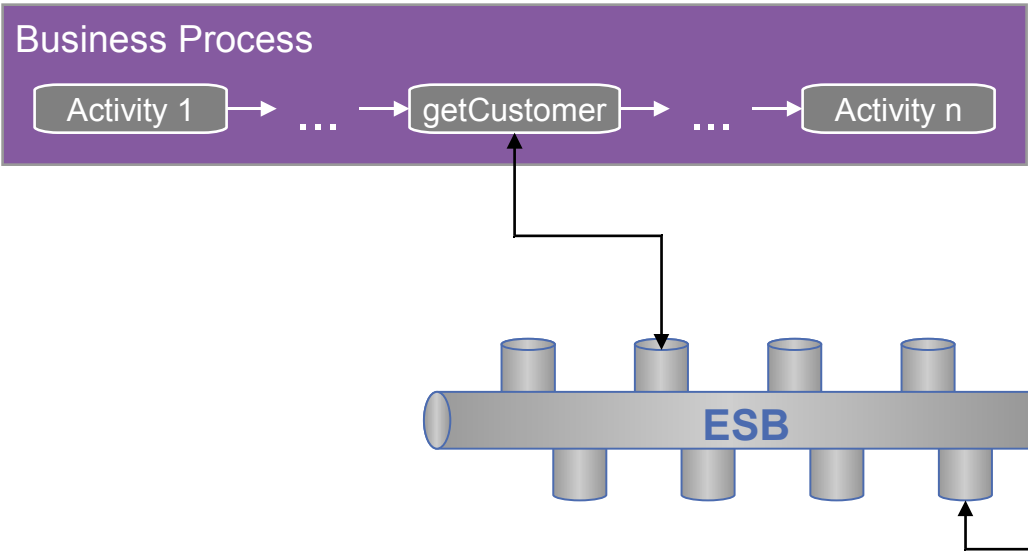 Business Process
Activity 1 ... getCustomer ... Activity n
ESB